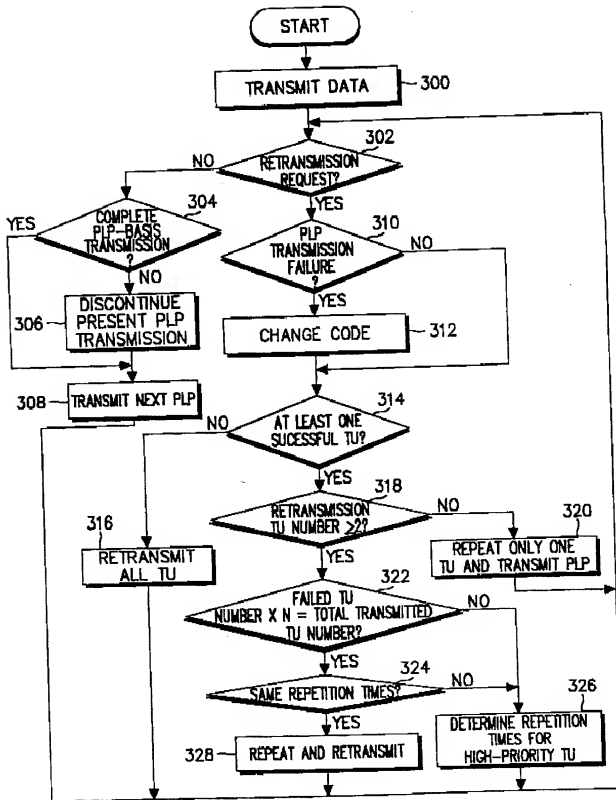 START
TRANSMIT DATA
300
302
RETRANSMISSION
REQUEST?
NO
YES
304
COMPLETE
PLP-BASIS
TRANSMISSION
?
YES
NO
310
PLP
TRANSMISSION
FAILURE
?
NO
YES
306
DISCONTINUE
PRESENT PLP
TRANSMISSION
CHANGE CODE
312
308
TRANSMIT NEXT PLP
314
AT LEAST ONE
SUCESSFUL TU?
NO
YES
318
RETRANSMISSION
TU NUMBER ≥2?
NO
YES
316
RETRANSMIT
ALL TU
320
REPEAT ONLY ONE
TU AND TRANSMIT PLP
322
FAILED TU
NUMBER X N = TOTAL TRANSMITTED
TU NUMBER?
NO
YES
324
SAME REPETITION TIMES?
NO
YES
326
DETERMINE REPETITION
TIMES FOR
HIGH-PRIORITY TU
328
REPEAT AND RETRANSMIT